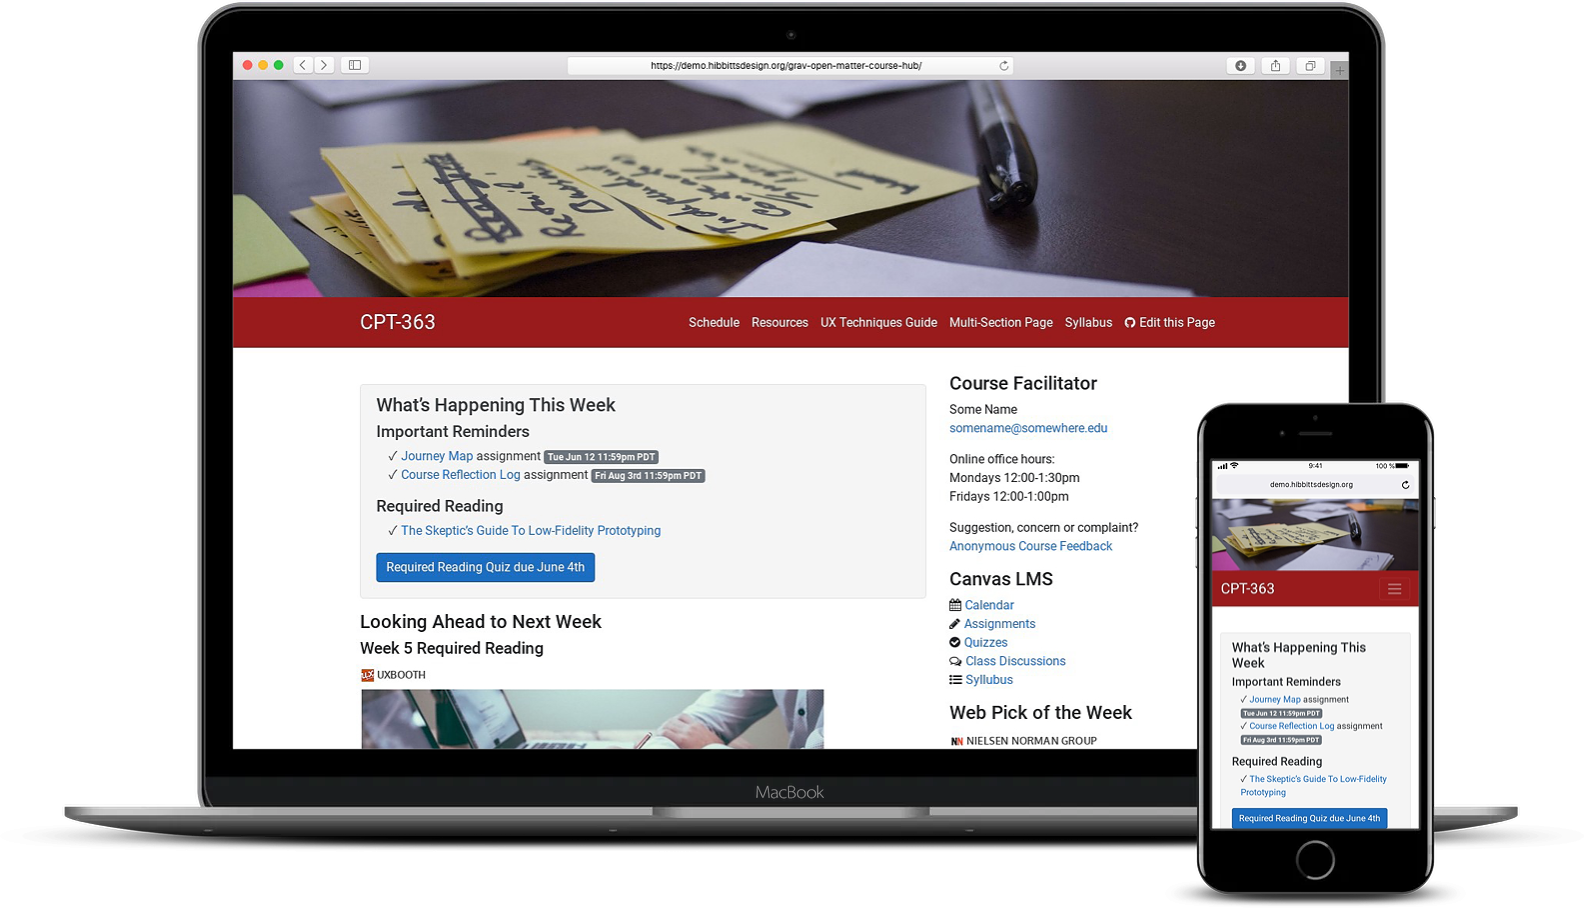 https://demo.hibbittsdesign.org/grav-open-matter-course-hub/
Retail
Business
Independent
Contractor
Small
CPT-363
Schedule Resources UX Techniques Guide Multi-Section Page Syllabus Edit this Page
What's Happening This Week
Important Reminders
✓ Journey Map assignment Tue Jun 12 11:59pm PDT
✓ Course Reflection Log assignment Fri Aug 3rd 11:59pm PDT
Required Reading
✓ The Skeptic's Guide To Low-Fidelity Prototyping
Required Reading Quiz due June 4th
Looking Ahead to Next Week
Week 5 Required Reading
UX UXBOOTH
Course Facilitator
Some Name
somename@somewhere.edu
Online office hours:
Mondays 12:00-1:30pm
Fridays 12:00-1:00pm
Suggestion, concern or complaint?
Anonymous Course Feedback
Canvas LMS
Calendar
Assignments
Quizzes
Class Discussions
Syllubus
Web Pick of the Week
NN NIELSEN NORMAN GROUP
MacBook
9:41 100 %
demo.hibbittsdesign.org
CPT-363
What's Happening This
Week
Important Reminders
✓ Journey Map assignment
Tue Jun 12 11:59pm PDT
✓ Course Reflection Log assignment
Fri Aug 3rd 11:59pm PDT
Required Reading
✓ The Skeptic's Guide To Low-Fidelity
Prototyping
Required Reading Quiz due June 4th